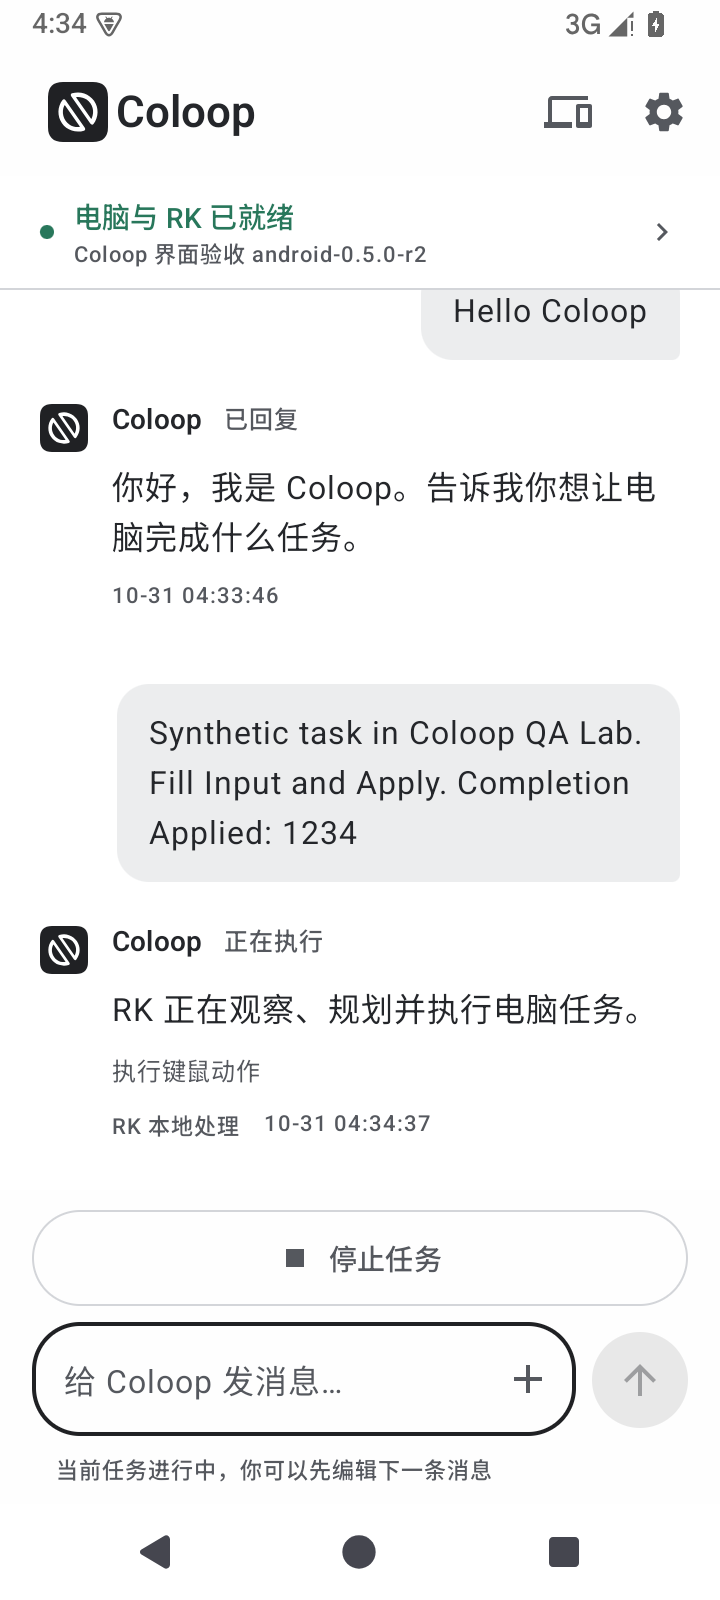 4:34
3G
Coloop
电脑与 RK 已就绪
Coloop 界面验收 android-0.5.0-r2
Hello Coloop
Coloop 已回复
你好，我是 Coloop。告诉我你想让电
脑完成什么任务。
10-31 04:33:46
Synthetic task in Coloop QA Lab.
Fill Input and Apply. Completion
Applied: 1234
Coloop 正在执行
RK 正在观察、规划并执行电脑任务。
执行键鼠动作
RK 本地处理 10-31 04:34:37
停止任务
给 Coloop 发消息…
当前任务进行中，你可以先编辑下一条消息